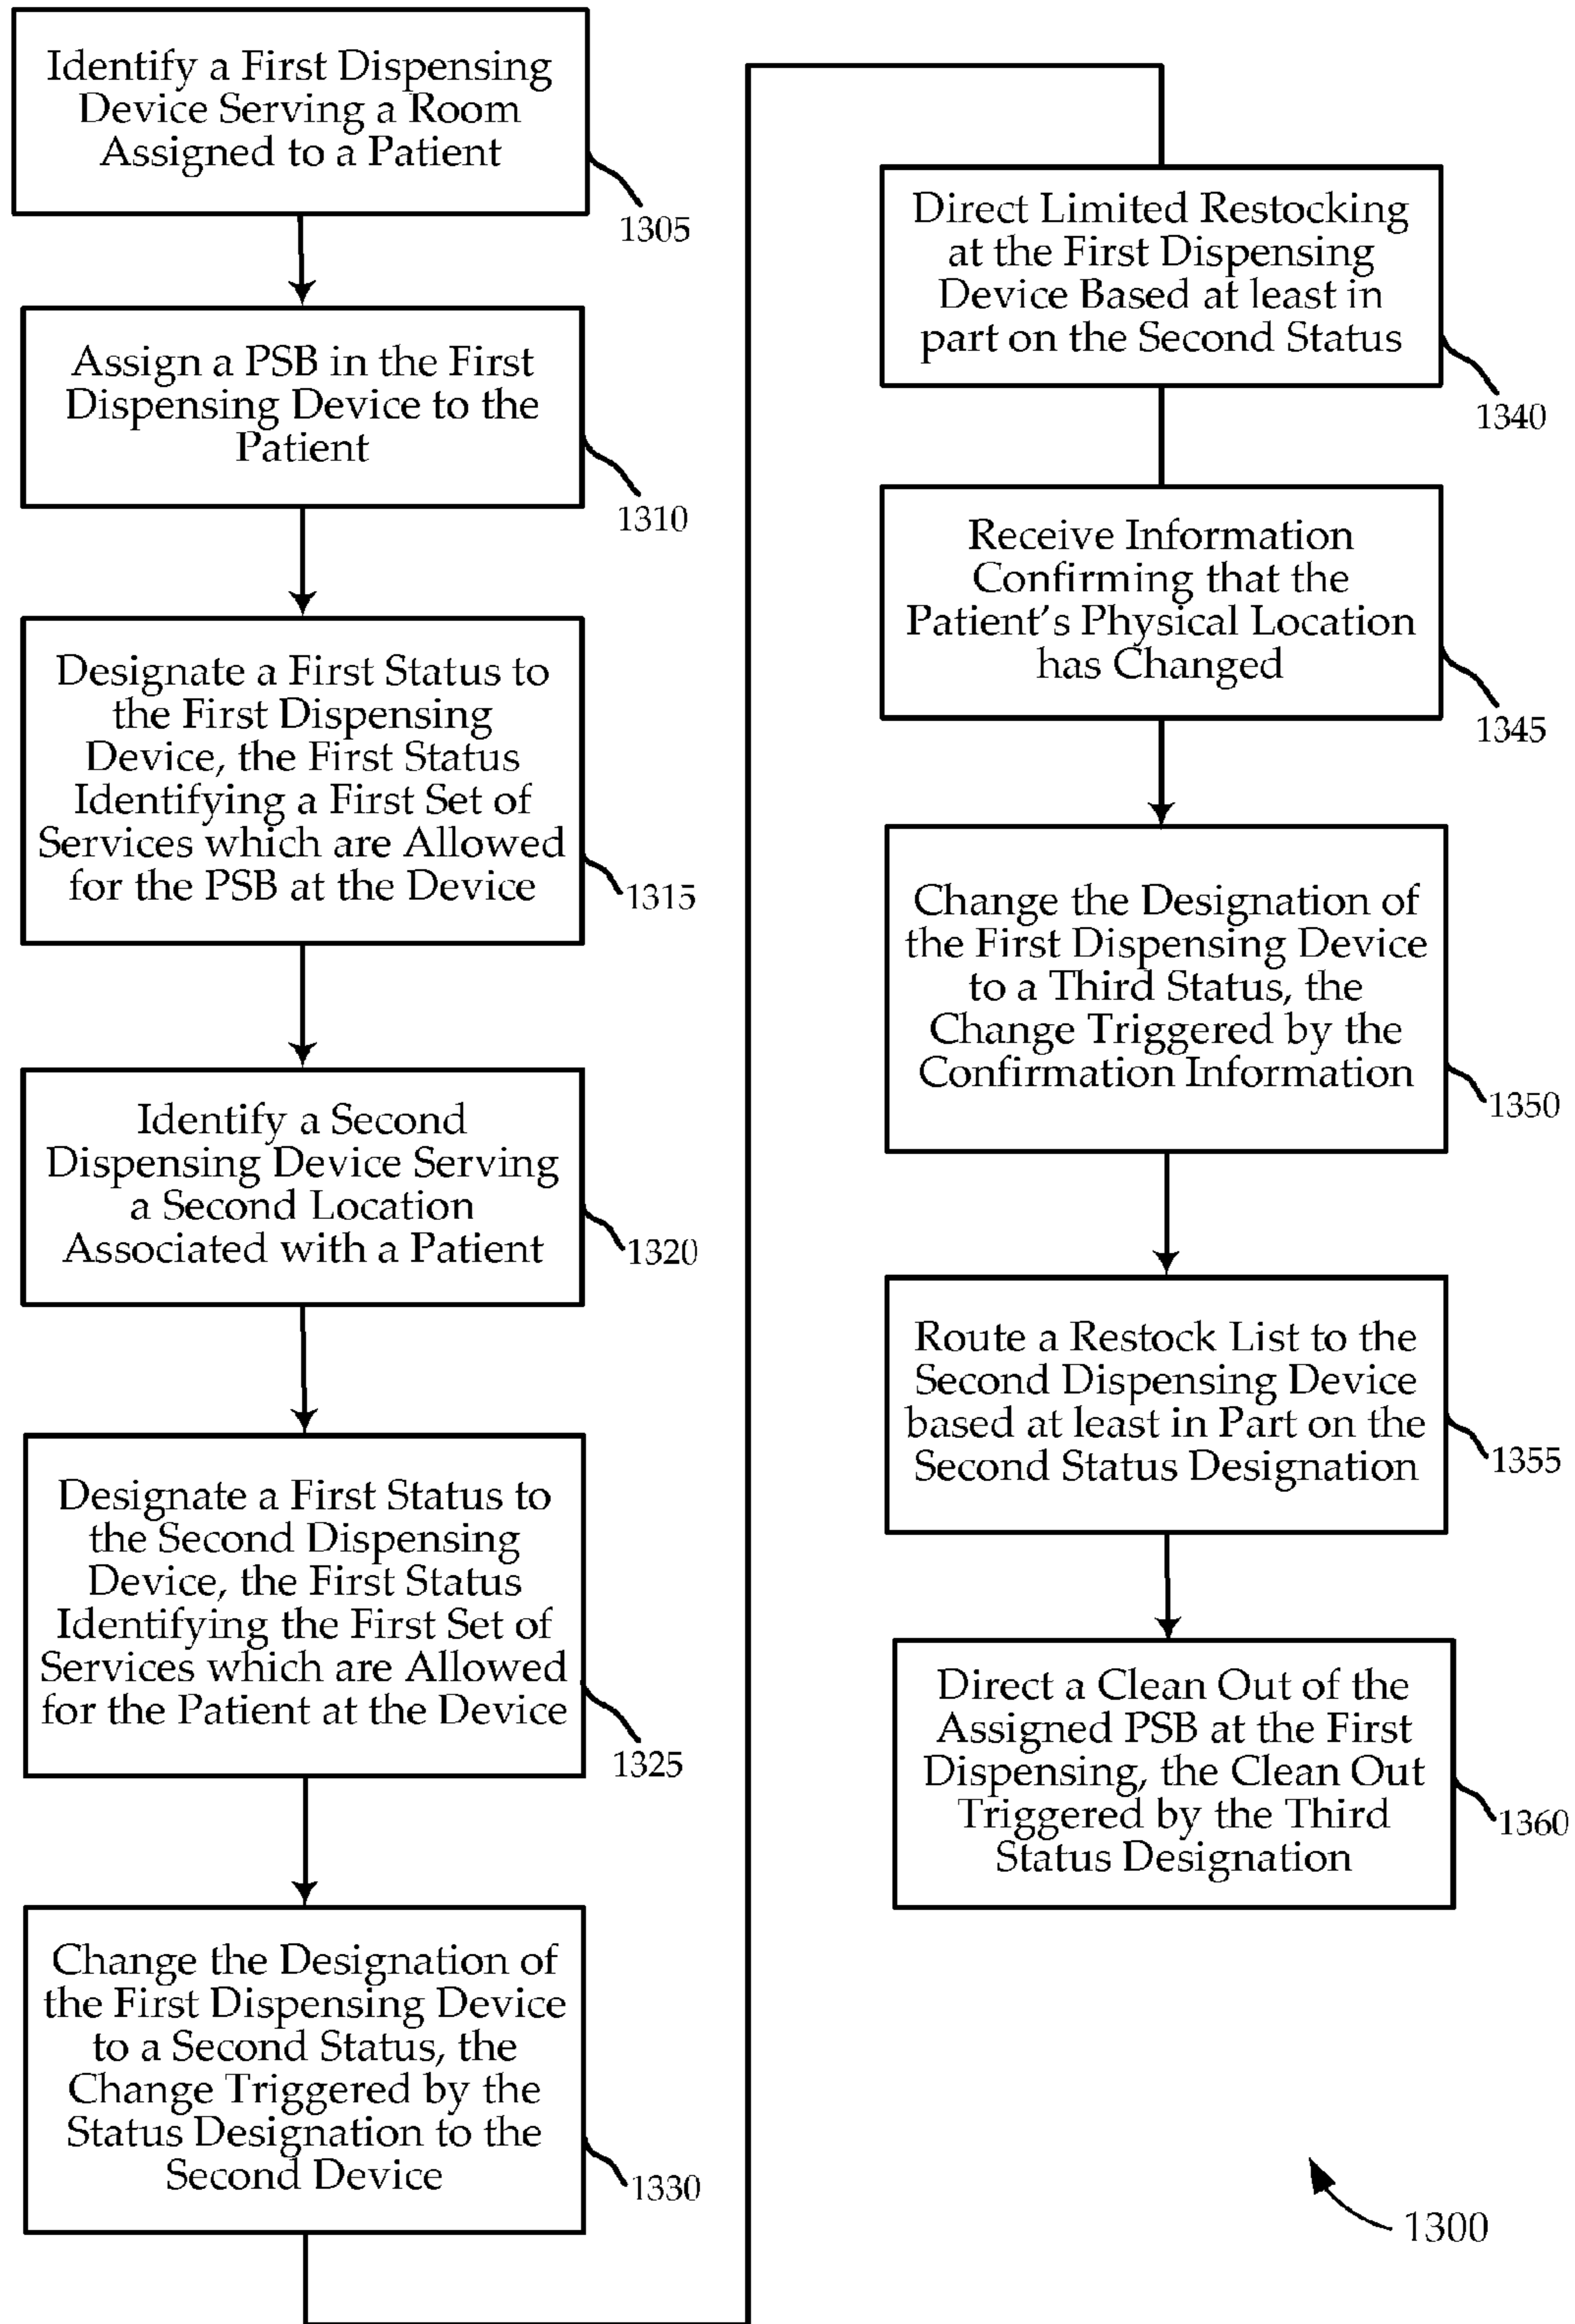 Identify a First Dispensing
Device Serving a Room
Assigned to a Patient
1305
Assign a PSB in the First
Dispensing Device to the
Patient
1310
Designate a First Status to
the First Dispensing
Device, the First Status
Identifying a First Set of
Services which are Allowed
for the PSB at the Device
1315
Identify a Second
Dispensing Device Serving
a Second Location
Associated with a Patient
1320
Designate a First Status to
the Second Dispensing
Device, the First Status
Identifying the First Set of
Services which are Allowed
for the Patient at the Device
1325
Change the Designation of
the First Dispensing Device
to a Second Status, the
Change Triggered by the
Status Designation to the
Second Device
1330
Direct Limited Restocking
at the First Dispensing
Device Based at least in
part on the Second Status
1340
Receive Information
Confirming that the
Patient's Physical Location
has Changed
1345
Change the Designation of
the First Dispensing Device
to a Third Status, the
Change Triggered by the
Confirmation Information
1350
Route a Restock List to the
Second Dispensing Device
based at least in Part on the
Second Status Designation
1355
Direct a Clean Out of the
Assigned PSB at the First
Dispensing, the Clean Out
Triggered by the Third
Status Designation
1360
1300